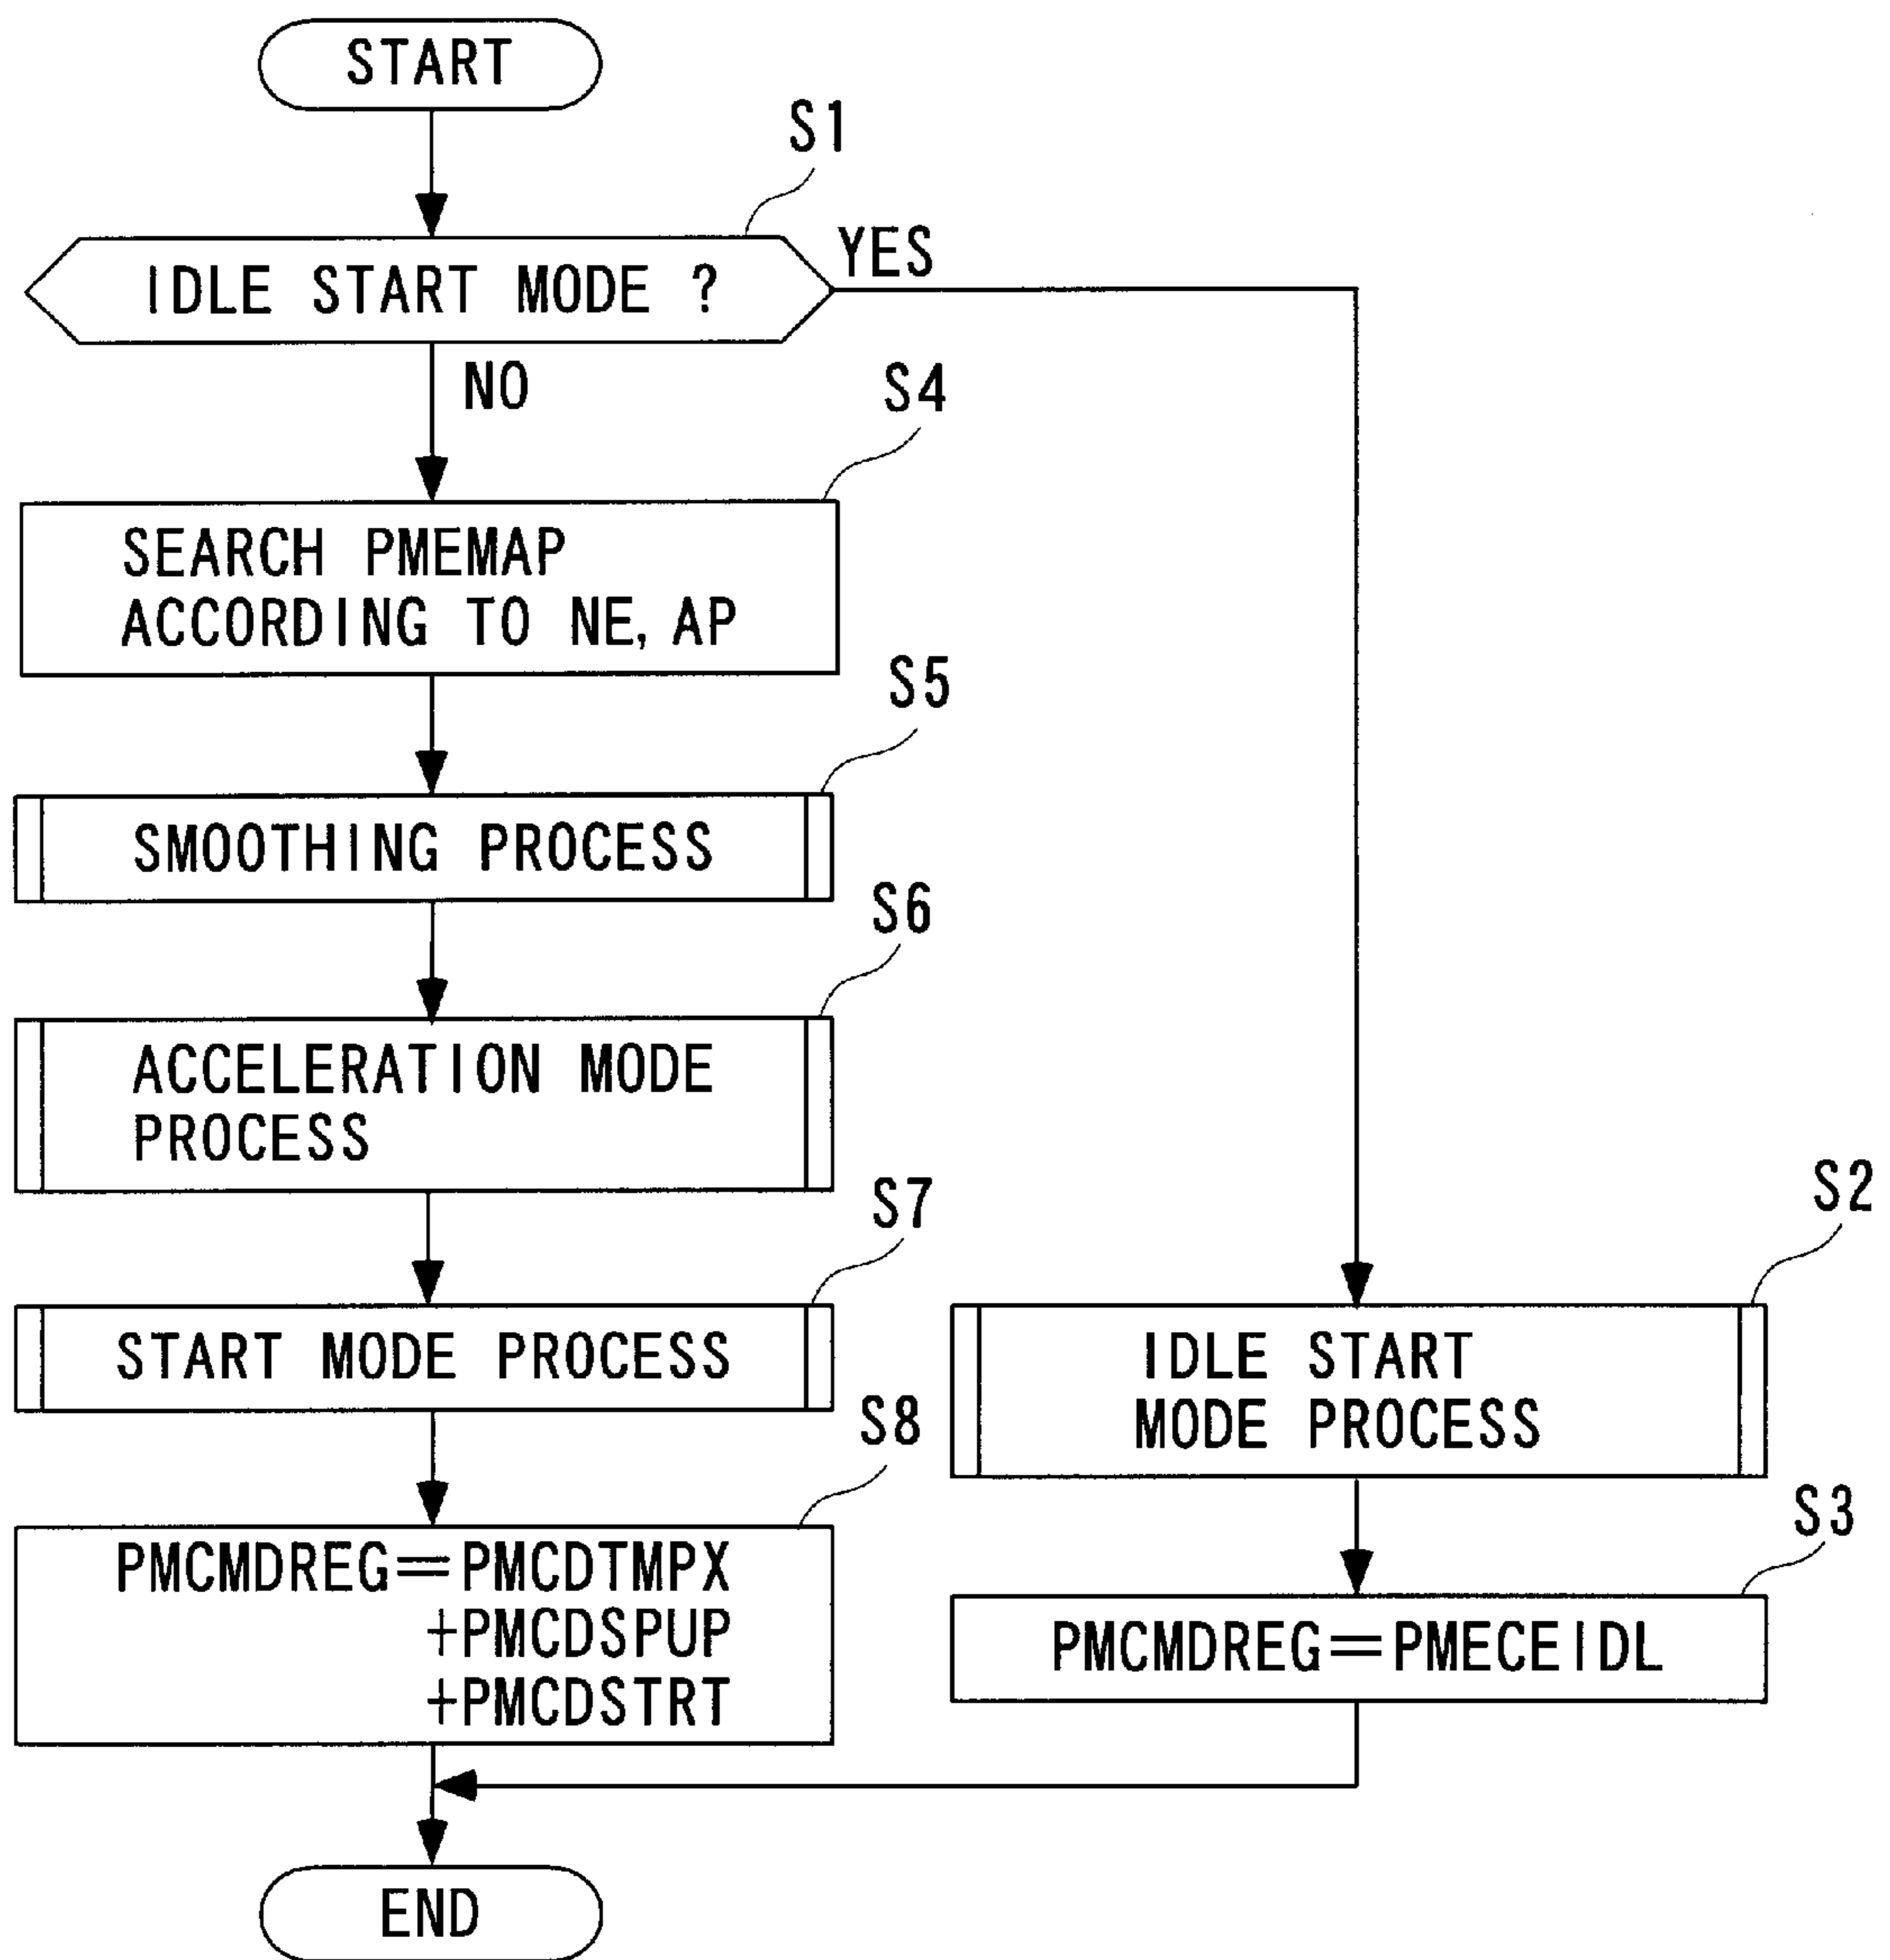 START
S1
IDLE START MODE ?
YES
NO
S4
SEARCH PMEMAP
ACCORDING TO NE, AP
S5
SMOOTHING PROCESS
S6
ACCELERATION MODE
PROCESS
S7
START MODE PROCESS
S2
IDLE START
MODE PROCESS
S8
PMCMDREG=PMCDTMPX
+PMCDSPUP
+PMCDSTRT
S3
PMCMDREG=PMECEIDL
END